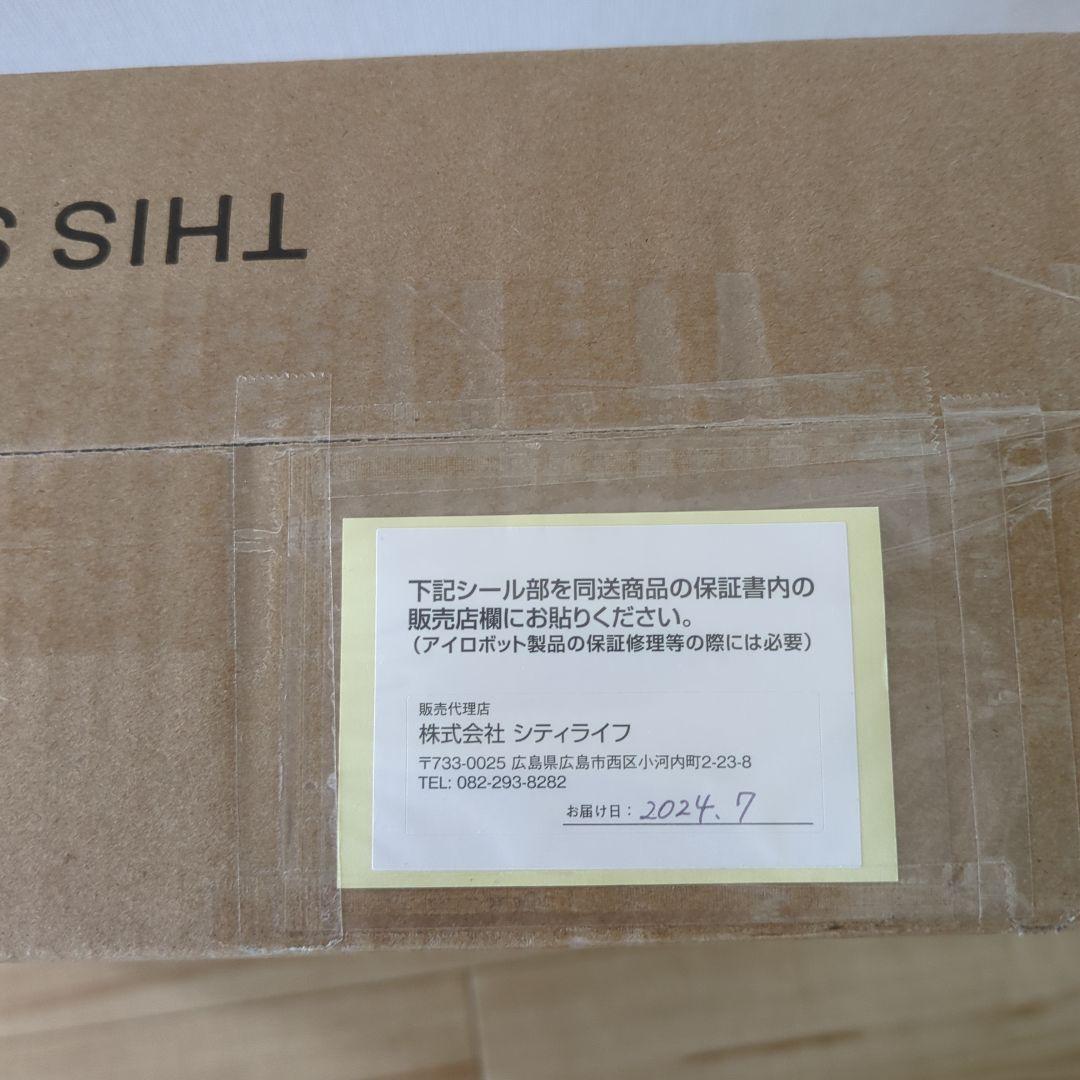 THIS S
下記シール部を同送商品の保証書内の
販売店欄にお貼りください。
(アイロボット製品の保証修理等の際には必要)
販売代理店
株式会社 シティライフ
〒733-0025 広島県広島市西区小河内町2-23-8
TEL: 082-293-8282
お届け日: 2024.7